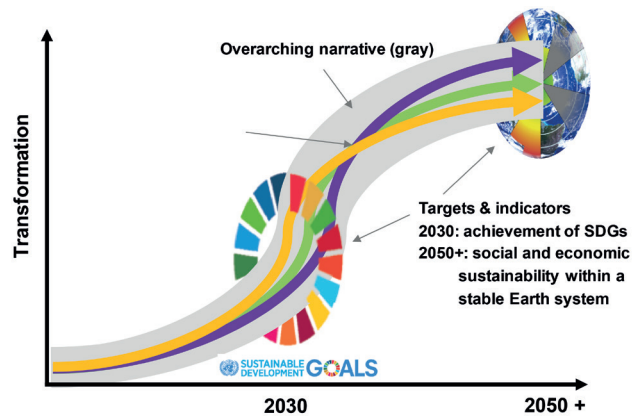 Overarching narrative (gray)
Transformation
Targets & indicators
2030: achievement of SDGs
2050+: social and economic
sustainability within a
stable Earth system
SUSTAINABLE
DEVELOPMENT
GOALS
2030
2050 +